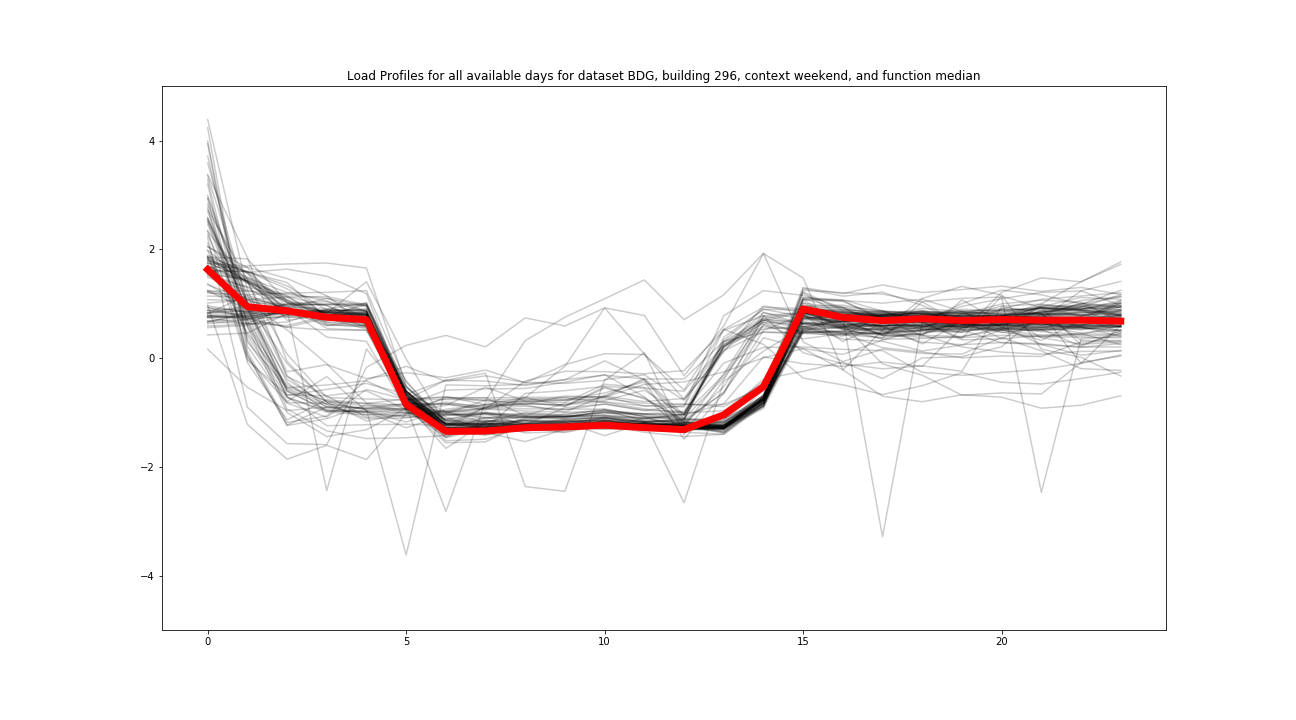 Load Profiles for all available days for dataset BDG, building 296, context weekend, and function median
4
2
0
−2
−4
0 5 10 15 20